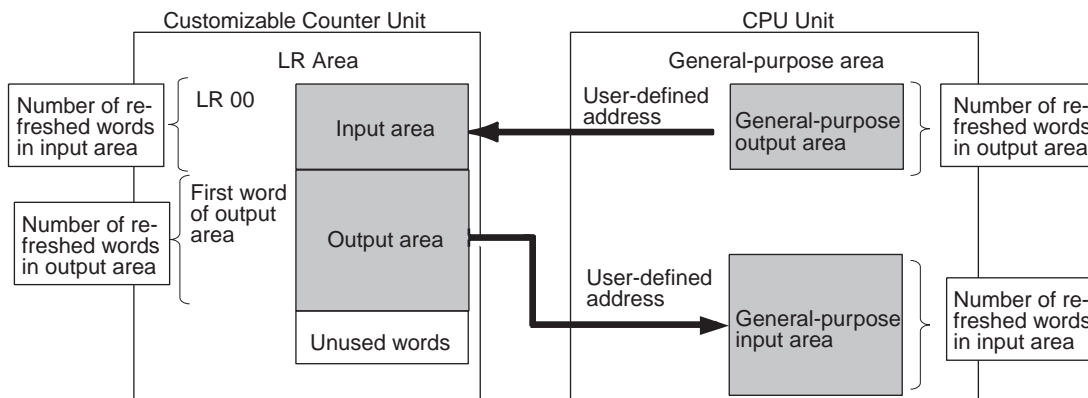 Customizable Counter Unit
CPU Unit
LR Area
General-purpose area
Number of re-
freshed words
in input area
LR 00
Input area
User-defined
address
General-purpose
output area
Number of re-
freshed words
in output area
First word
of output
area
Number of re-
freshed words
in output area
Output area
User-defined
address
General-purpose
input area
Number of re-
freshed words
in input area
Unused words